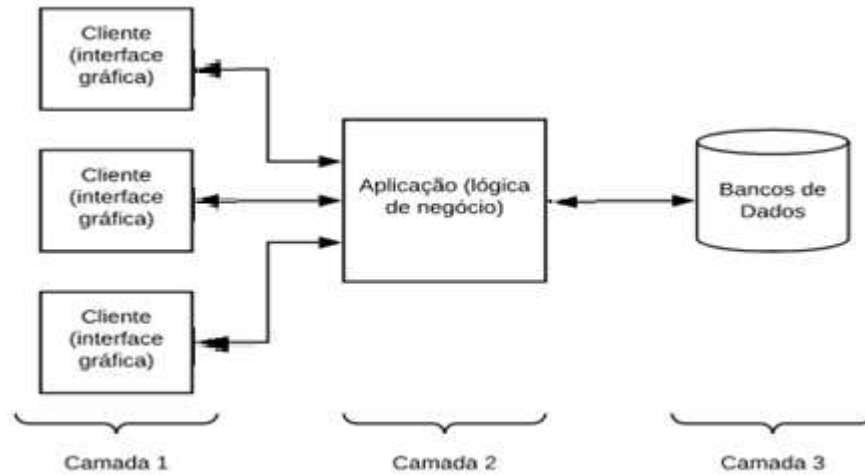 Cliente
(interface
gráfica)
Cliente
(interface
gráfica)
Cliente
(interface
gráfica)
Aplicação (lógica
de negócio)
Bancos de
Dados
Camada 1
Camada 2
Camada 3